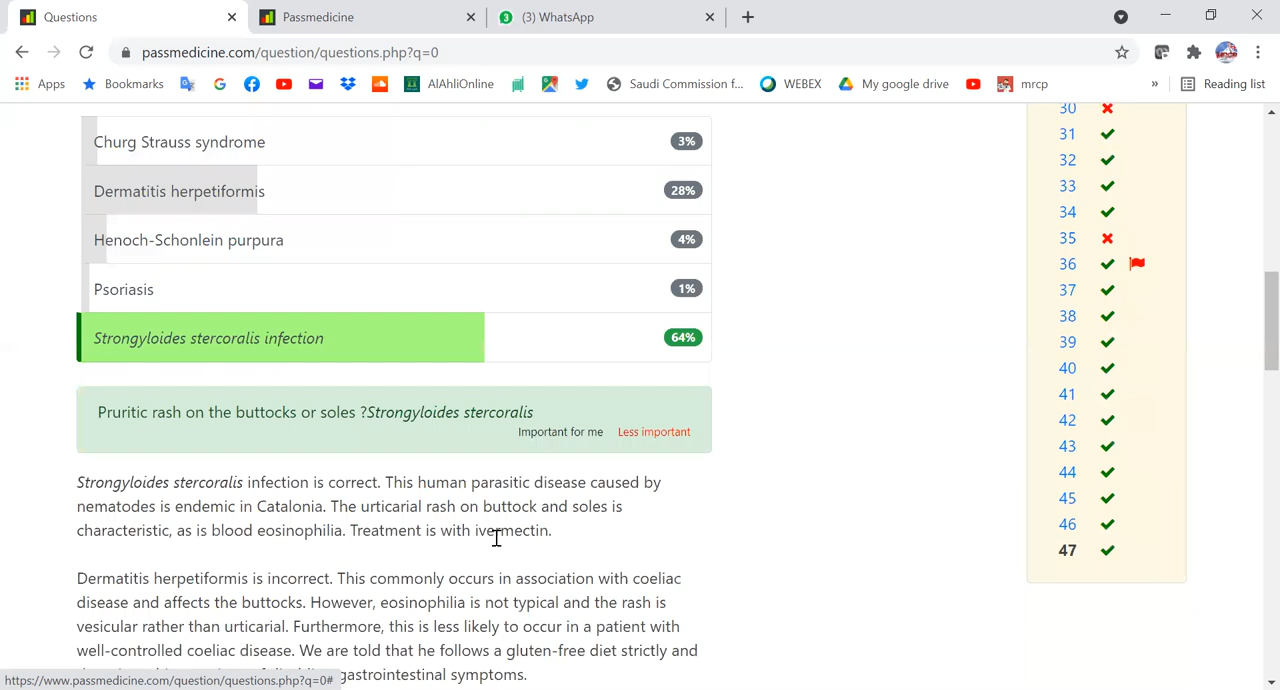 Questions
Passmedicine
(3) WhatsApp
passmedicine.com/question/questions.php?q=0
Apps
Bookmarks
AlAhliOnline
Saudi Commission f...
WEBEX
My google drive
mrcp
»
Reading list
Churg Strauss syndrome 3%
Dermatitis herpetiformis 28%
Henoch-Schonlein purpura 4%
Psoriasis 1%
Strongyloides stercoralis infection 64%
Pruritic rash on the buttocks or soles ?Strongyloides stercoralis
Important for me Less important
Strongyloides stercoralis infection is correct. This human parasitic disease caused by
nematodes is endemic in Catalonia. The urticarial rash on buttock and soles is
characteristic, as is blood eosinophilia. Treatment is with ivermectin.
Dermatitis herpetiformis is incorrect. This commonly occurs in association with coeliac
disease and affects the buttocks. However, eosinophilia is not typical and the rash is
vesicular rather than urticarial. Furthermore, this is less likely to occur in a patient with
well-controlled coeliac disease. We are told that he follows a gluten-free diet strictly and
gastrointestinal symptoms.
https://www.passmedicine.com/question/questions.php?q=0#
30
31
32
33
34
35
36
37
38
39
40
41
42
43
44
45
46
47